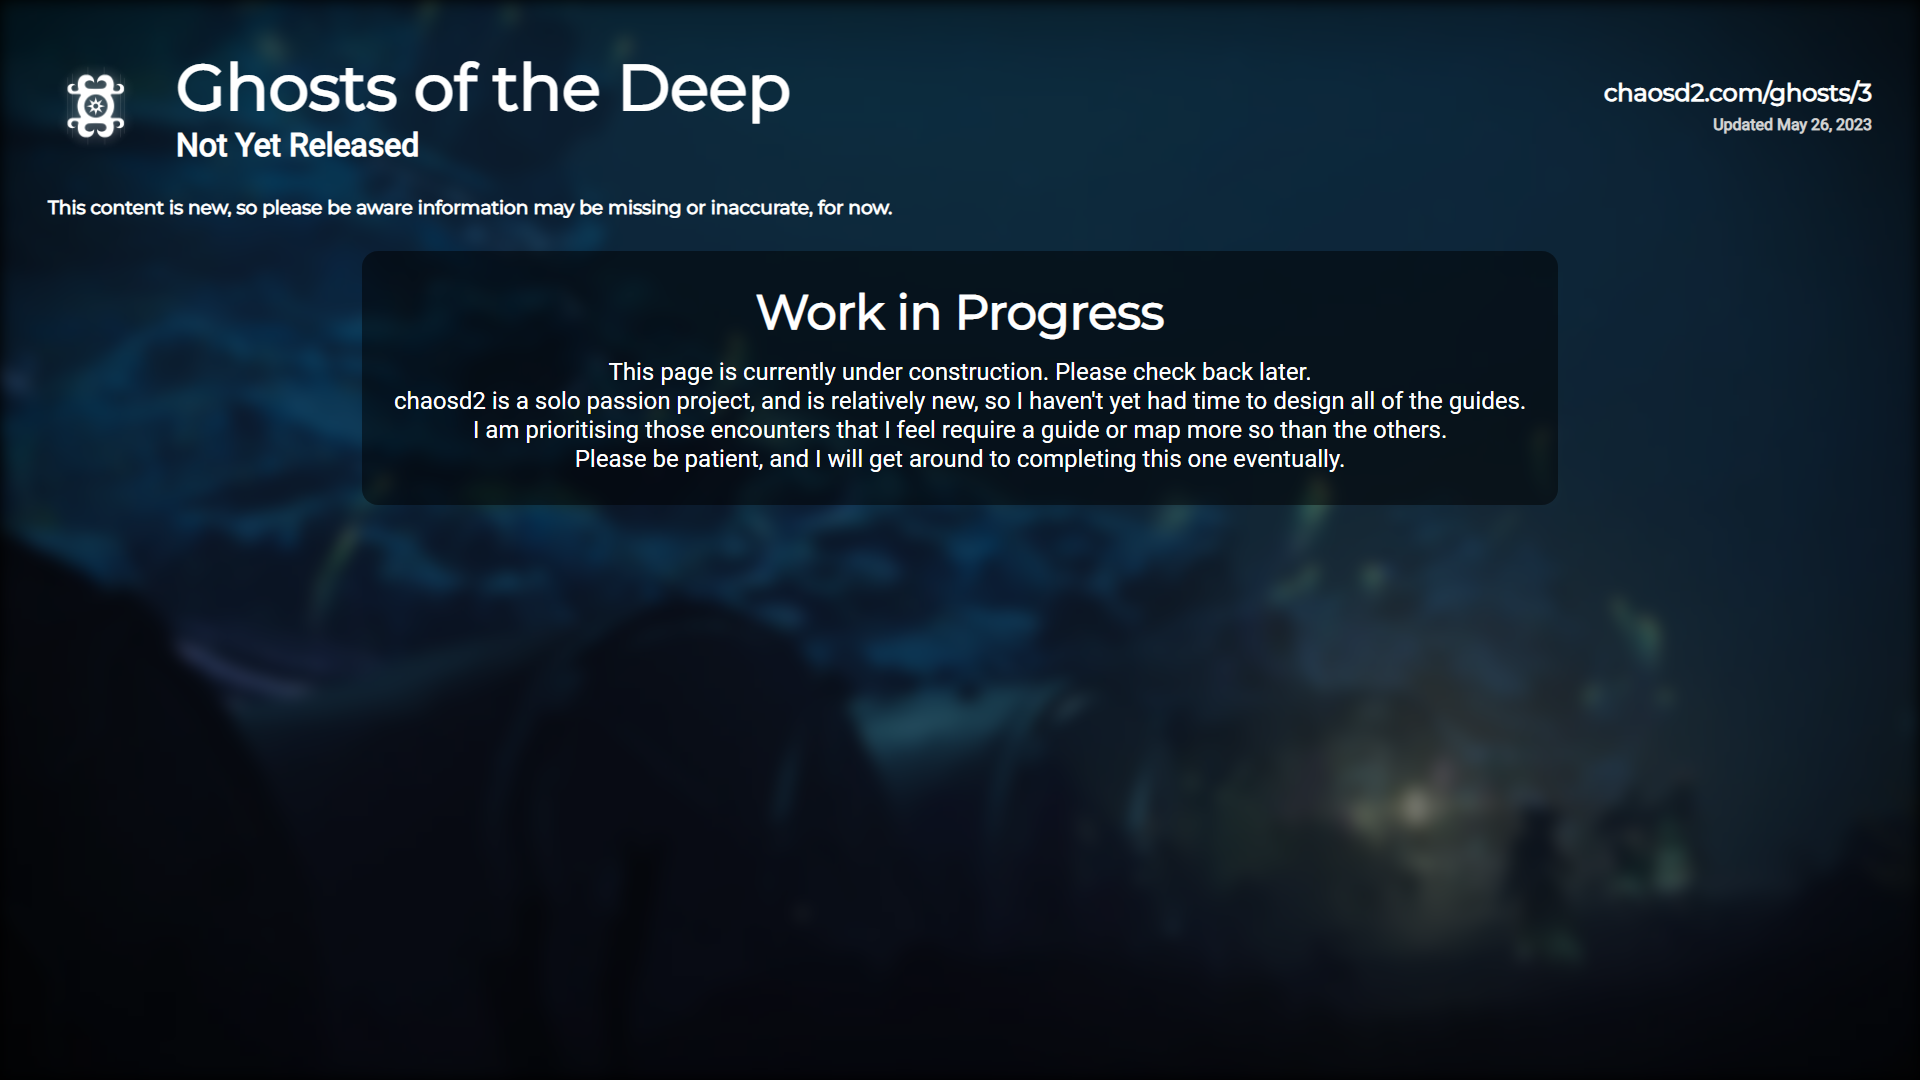 Ghosts of the Deep
Not Yet Released
chaosd2.com/ghosts/3
Updated May 26, 2023
This content is new, so please be aware information may be missing or inaccurate, for now.
Work in Progress
This page is currently under construction. Please check back later.
chaosd2 is a solo passion project, and is relatively new, so I haven't yet had time to design all of the guides.
I am prioritising those encounters that I feel require a guide or map more so than the others.
Please be patient, and I will get around to completing this one eventually.